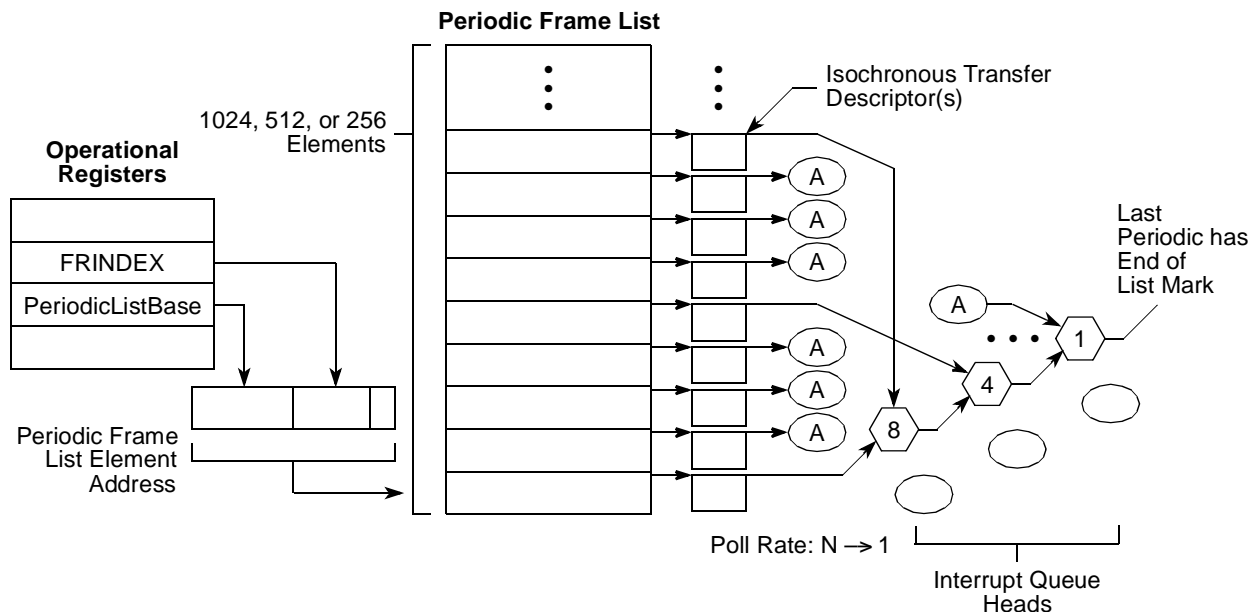 Periodic Frame List
Isochronous Transfer
Descriptor(s)
1024, 512, or 256
Elements
Operational
Registers
FRINDEX
PeriodicListBase
Periodic Frame
List Element
Address
A
A
A
A
A
A
A
8
4
1
Last
Periodic has
End of
List Mark
Poll Rate: N → 1
Interrupt Queue
Heads